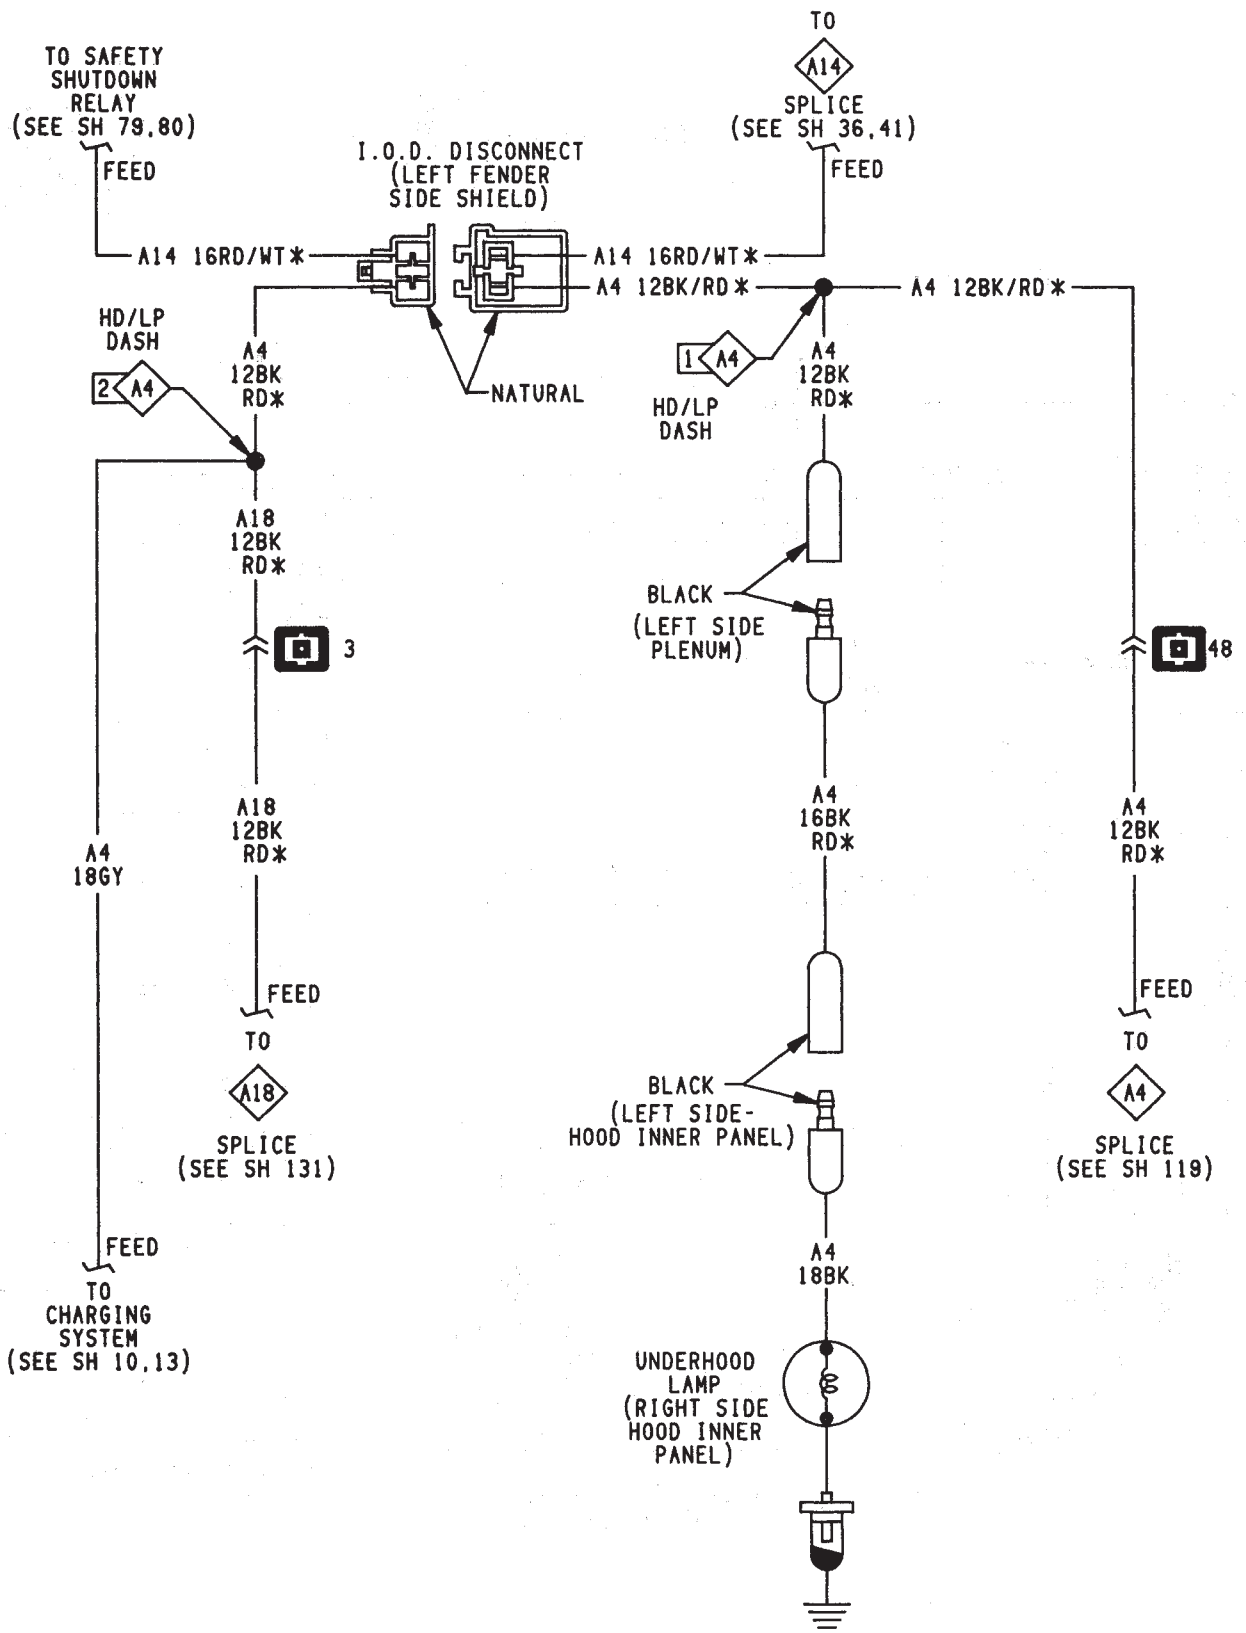 TO SAFETY
SHUTDOWN
RELAY
(SEE SH 79,80)
FEED
TO
A14
SPLICE
(SEE SH 36,41)
FEED
I.O.D. DISCONNECT
(LEFT FENDER
SIDE SHIELD)
A14 16RD/WT*
A14 16RD/WT*
A4 12BK/RD*
A4 12BK/RD*
HD/LP
DASH
2 A4
A4
12BK
RD*
NATURAL
1 A4
HD/LP
DASH
A4
12BK
RD*
A18
12BK
RD*
3
BLACK
(LEFT SIDE
PLENUM)
48
A4
18GY
A18
12BK
RD*
A4
16BK
RD*
A4
12BK
RD*
FEED
TO
A18
SPLICE
(SEE SH 131)
BLACK
(LEFT SIDE-
HOOD INNER PANEL)
FEED
TO
A4
SPLICE
(SEE SH 119)
FEED
TO
CHARGING
SYSTEM
(SEE SH 10,13)
A4
18BK
UNDERHOOD
LAMP
(RIGHT SIDE
HOOD INNER
PANEL)